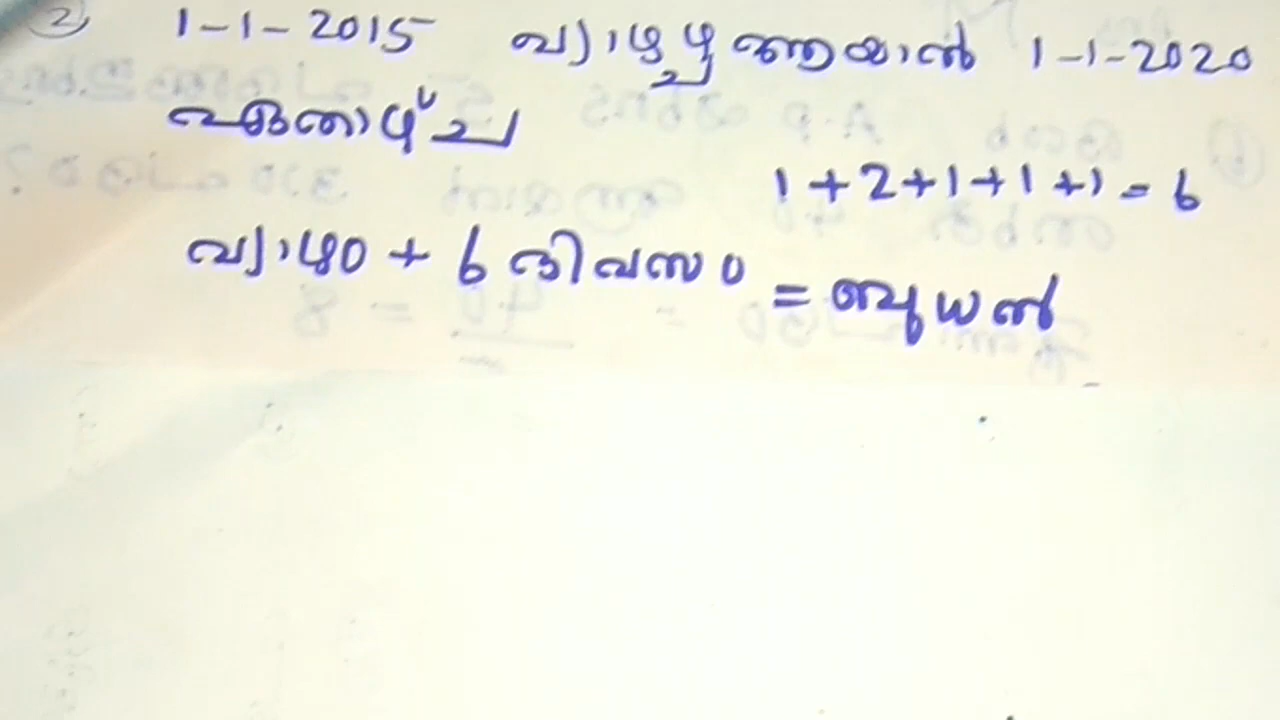 ② 1-1-2015 വ്യാഴാഴ്ച ആയാൽ 1-1-2020
ഏതാഴ്ച
1+2+1+1+1=6
വ്യാഴം + 6 ദിവസം = ബുധൻ